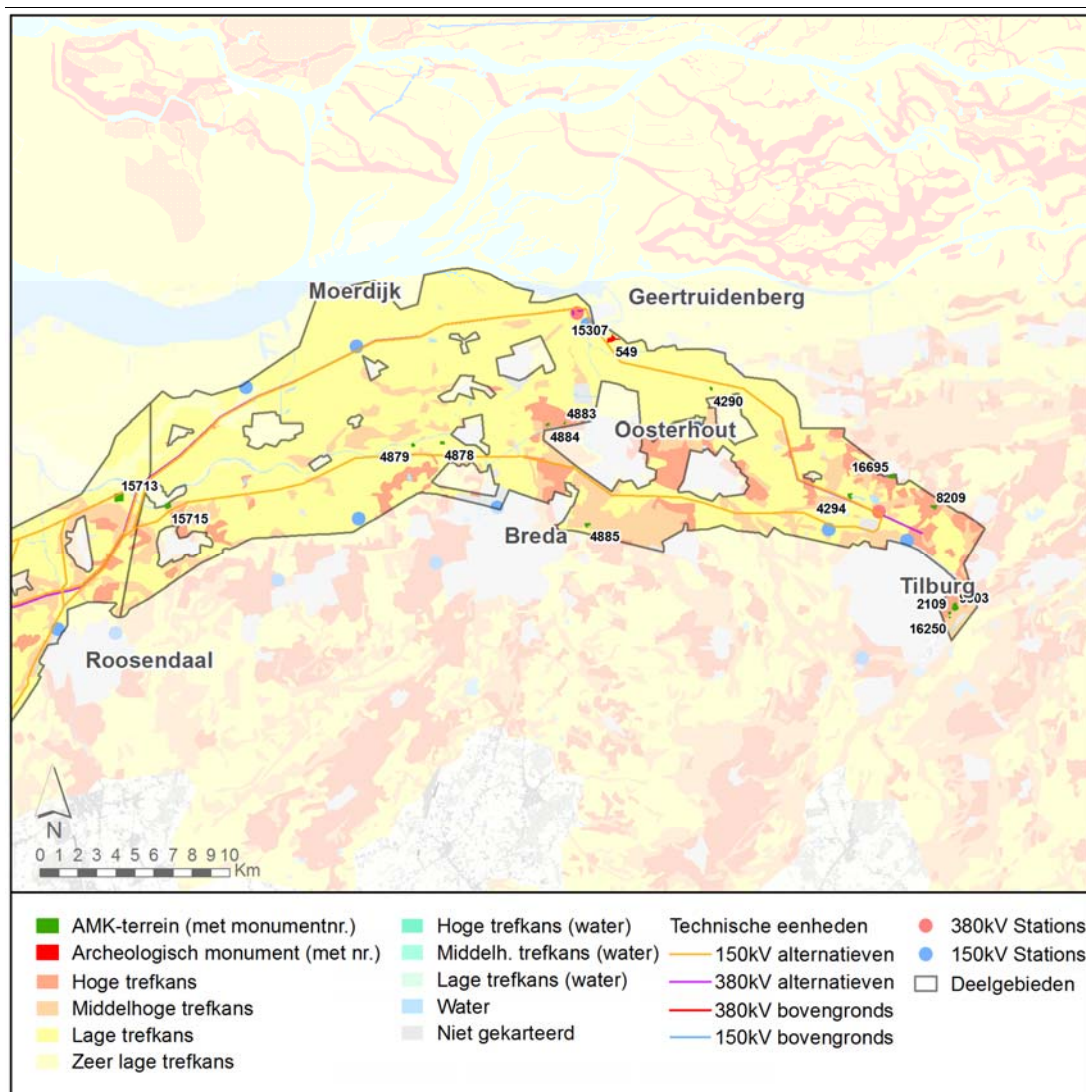 Moerdijk
Geertruidenberg
15307
549
4290
4883
4884
Oosterhout
4879
4878
16695
15713
8209
15715
4294
Breda
4885
Tilburg
2109
16250
Roosendaal
N
0 1 2 3 4 5 6 7 8 9 10
Km
AMK-terrein (met monumentnr.)
Archeologisch monument (met nr.)
Hoge trefkans
Middelhoge trefkans
Lage trefkans
Zeer lage trefkans
Hoge trefkans (water)
Middelh. trefkans (water)
Lage trefkans (water)
Water
Niet gekarteerd
Technische eenheden
150kV alternatieven
380kV alternatieven
380kV bovengronds
150kV bovengronds
380kV Stations
150kV Stations
Deelgebieden